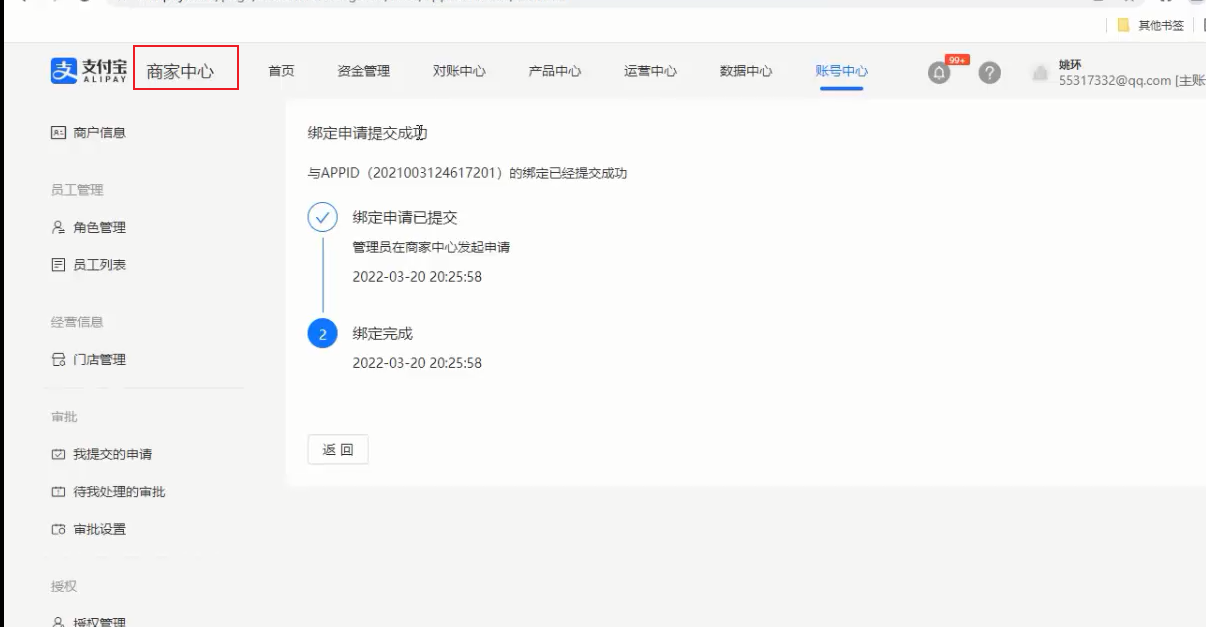 其他书签
支付宝
ALIPAY
商家中心
首页
资金管理
对账中心
产品中心
运营中心
数据中心
账号中心
99+
?
姚环
55317332@qq.com [主账
商户信息
员工管理
角色管理
员工列表
经营信息
门店管理
审批
我提交的申请
待我处理的审批
审批设置
授权
授权管理
绑定申请提交成功
与APPID（2021003124617201）的绑定已经提交成功
绑定申请已提交
管理员在商家中心发起申请
2022-03-20 20:25:58
2
绑定完成
2022-03-20 20:25:58
返 回